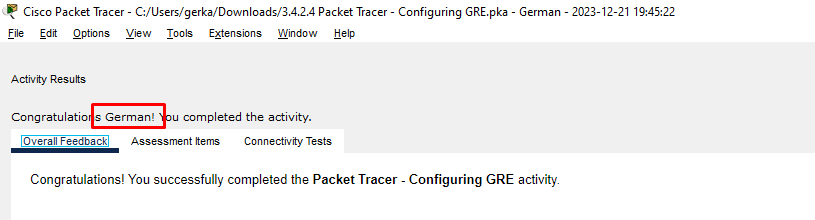 Cisco Packet Tracer - C:/Users/gerka/Downloads/3.4.2.4 Packet Tracer - Configuring GRE.pka - German - 2023-12-21 19:45:22
File Edit Options View Tools Extensions Window Help
Activity Results
Congratulations German! You completed the activity.
Overall Feedback Assessment Items Connectivity Tests
Congratulations! You successfully completed the Packet Tracer - Configuring GRE activity.